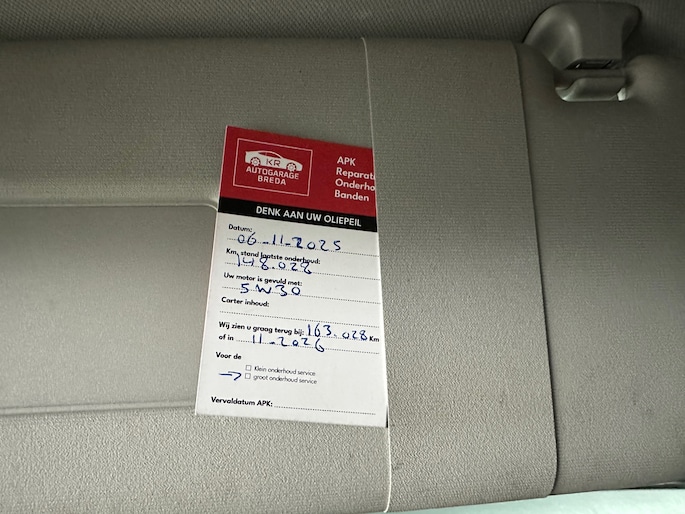 KR
AUTOGARAGE
BREDA
APK
Reparati
Onderho
Banden
DENK AAN UW OLIEPEIL
Datum: 06-11-2025
Km. stand laatste onderhoud:
148.028
Uw motor is gevuld met:
5W30
Carter inhoud:
Wij zien u graag terug bij: 163.028 Km
of in 11-2026
Voor de
Klein onderhoud service
→ groot onderhoud service
Vervaldatum APK: